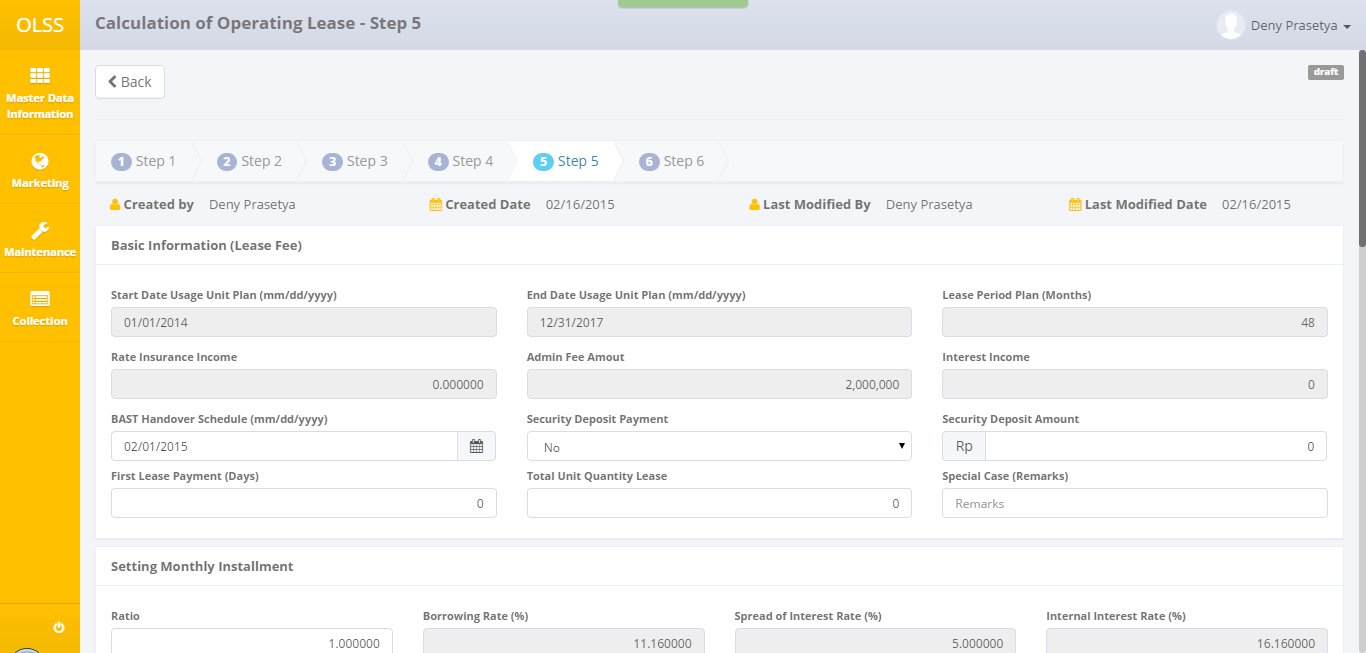 OLSS
Calculation of Operating Lease - Step 5
Deny Prasetya
Master Data
Information
Marketing
Maintenance
Collection
Back
draft
1 Step 1 2 Step 2 3 Step 3 4 Step 4 5 Step 5 6 Step 6
Created by Deny Prasetya Created Date 02/16/2015 Last Modified By Deny Prasetya Last Modified Date 02/16/2015
Basic Information (Lease Fee)
Start Date Usage Unit Plan (mm/dd/yyyy) End Date Usage Unit Plan (mm/dd/yyyy) Lease Period Plan (Months)
01/01/2014 12/31/2017 48
Rate Insurance Income Admin Fee Amout Interest Income
0.000000 2,000,000 0
BAST Handover Schedule (mm/dd/yyyy) Security Deposit Payment Security Deposit Amount
02/01/2015 No Rp 0
First Lease Payment (Days) Total Unit Quantity Lease Special Case (Remarks)
0 0 Remarks
Setting Monthly Installment
Ratio Borrowing Rate (%) Spread of Interest Rate (%) Internal Interest Rate (%)
1.000000 11.160000 5.000000 16.160000